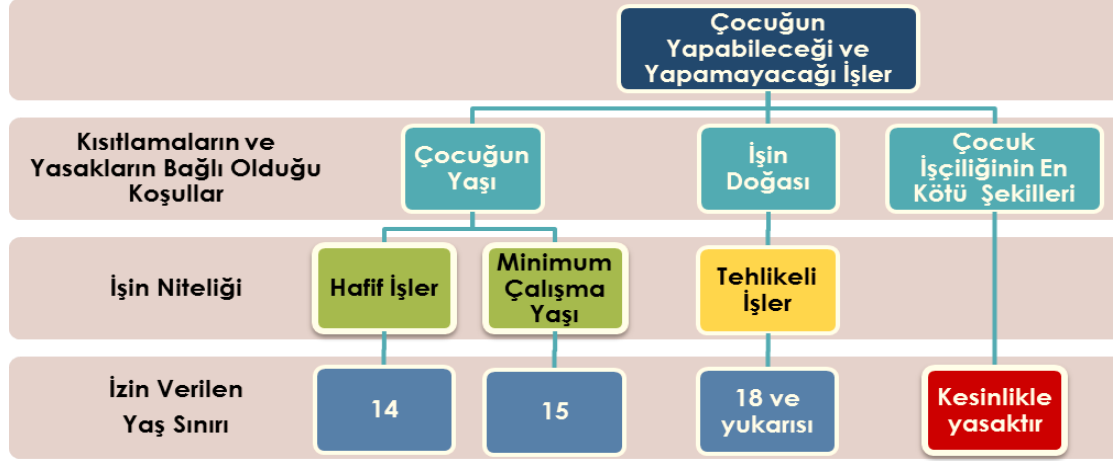 Çocuğun
Yapabileceği ve
Yapamayacağı İşler
Kısıtlamaların ve
Yasakların Bağlı Olduğu
Koşullar
Çocuğun
Yaşı
İşin
Doğası
Çocuk
İşçiliğinin En
Kötü Şekilleri
İşin Niteliği
Hafif İşler
Minimum
Çalışma
Yaşı
Tehlikeli
İşler
İzin Verilen
Yaş Sınırı
14
15
18 ve
yukarısı
Kesinlikle
yasaktır